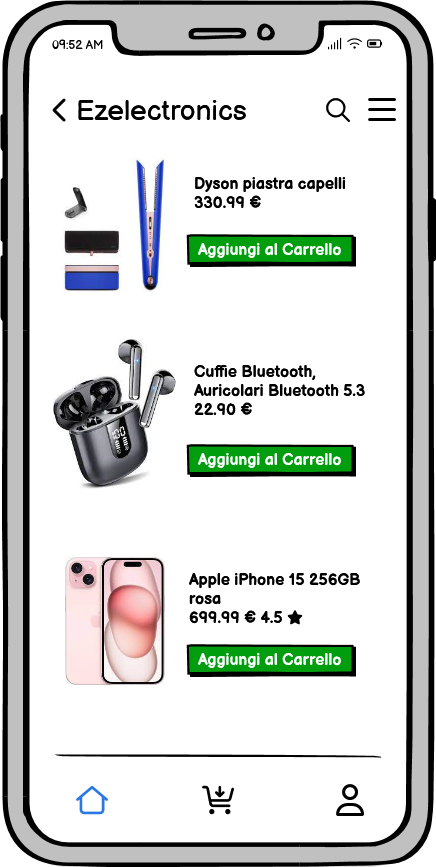 09:52 AM
Ezelectronics
Dyson piastra capelli
330.99 €
Aggiungi al Carrello
Cuffie Bluetooth,
Auricolari Bluetooth 5.3
22.90 €
Aggiungi al Carrello
Apple iPhone 15 256GB
rosa
699.99 € 4.5 ★
Aggiungi al Carrello